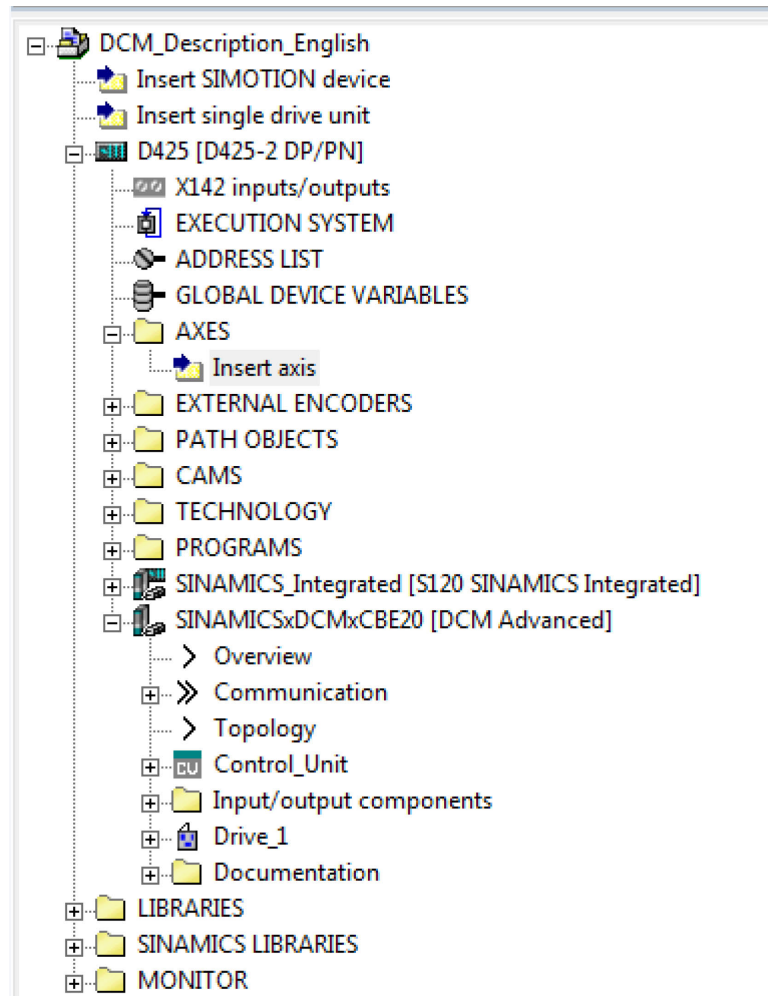 DCM_Description_English
Insert SIMOTION device
Insert single drive unit
D425 [D425-2 DP/PN]
X142 inputs/outputs
EXECUTION SYSTEM
ADDRESS LIST
GLOBAL DEVICE VARIABLES
AXES
Insert axis
EXTERNAL ENCODERS
PATH OBJECTS
CAMS
TECHNOLOGY
PROGRAMS
SINAMICS_Integrated [S120 SINAMICS Integrated]
SINAMICSxDCMxCBE20 [DCM Advanced]
Overview
Communication
Topology
CU Control_Unit
Input/output components
Drive_1
Documentation
LIBRARIES
SINAMICS LIBRARIES
MONITOR